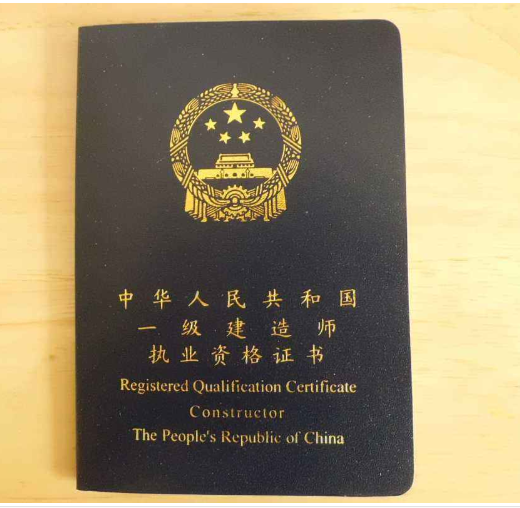 中华人民共和国
一级建造师
执业资格证书
Registered Qualification Certificate
Constructor
The People's Republic of China